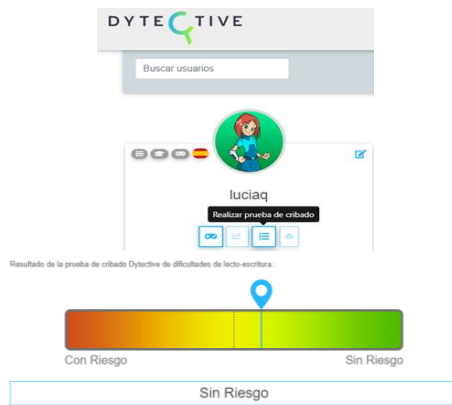 DYTECTIVE
Buscar usuarios
luciaq
Realizar prueba de cribado
Resultado de la prueba de cribado Dytective de dificultades de lecto-escritura.:
Con Riesgo
Sin Riesgo
Sin Riesgo